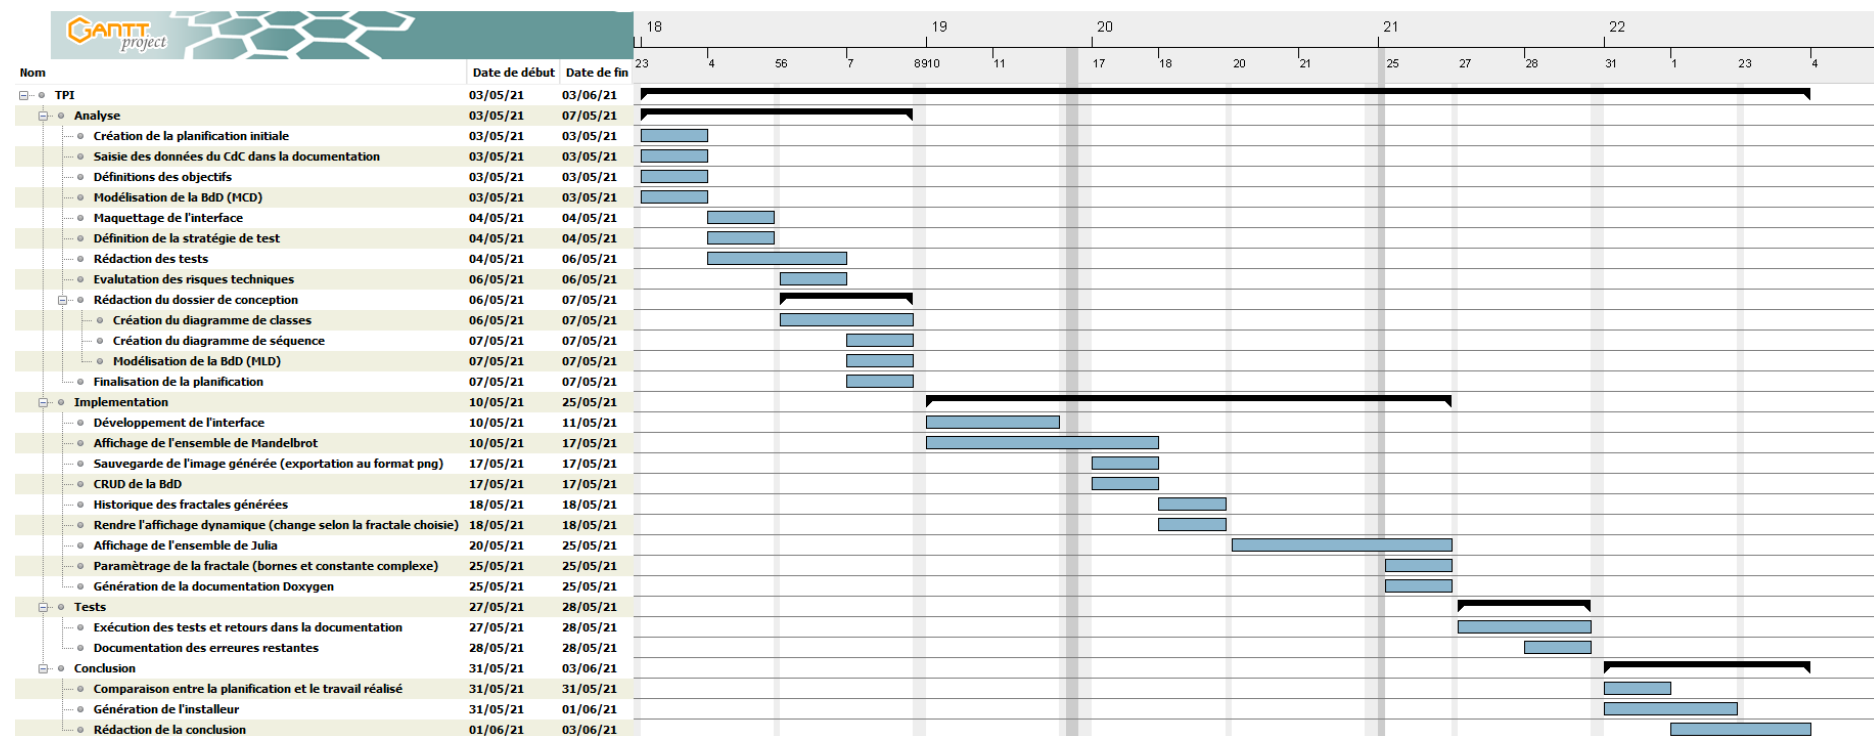 GANTT
project
18 19 20 21 22
23 4 56 7 8910 11 17 18 20 21 25 27 28 31 1 23 4
Nom Date de début Date de fin
TPI 03/05/21 03/06/21
Analyse 03/05/21 07/05/21
Création de la planification initiale 03/05/21 03/05/21
Saisie des données du CdC dans la documentation 03/05/21 03/05/21
Définitions des objectifs 03/05/21 03/05/21
Modélisation de la BdD (MCD) 03/05/21 03/05/21
Maquettage de l'interface 04/05/21 04/05/21
Définition de la stratégie de test 04/05/21 04/05/21
Rédaction des tests 04/05/21 06/05/21
Evalutation des risques techniques 06/05/21 06/05/21
Rédaction du dossier de conception 06/05/21 07/05/21
Création du diagramme de classes 06/05/21 07/05/21
Création du diagramme de séquence 07/05/21 07/05/21
Modélisation de la BdD (MLD) 07/05/21 07/05/21
Finalisation de la planification 07/05/21 07/05/21
Implementation 10/05/21 25/05/21
Développement de l'interface 10/05/21 11/05/21
Affichage de l'ensemble de Mandelbrot 10/05/21 17/05/21
Sauvegarde de l'image générée (exportation au format png) 17/05/21 17/05/21
CRUD de la BdD 17/05/21 17/05/21
Historique des fractales générées 18/05/21 18/05/21
Rendre l'affichage dynamique (change selon la fractale choisie) 18/05/21 18/05/21
Affichage de l'ensemble de Julia 20/05/21 25/05/21
Paramètrage de la fractale (bornes et constante complexe) 25/05/21 25/05/21
Génération de la documentation Doxygen 25/05/21 25/05/21
Tests 27/05/21 28/05/21
Exécution des tests et retours dans la documentation 27/05/21 28/05/21
Documentation des erreures restantes 28/05/21 28/05/21
Conclusion 31/05/21 03/06/21
Comparaison entre la planification et le travail réalisé 31/05/21 31/05/21
Génération de l'installeur 31/05/21 01/06/21
Rédaction de la conclusion 01/06/21 03/06/21